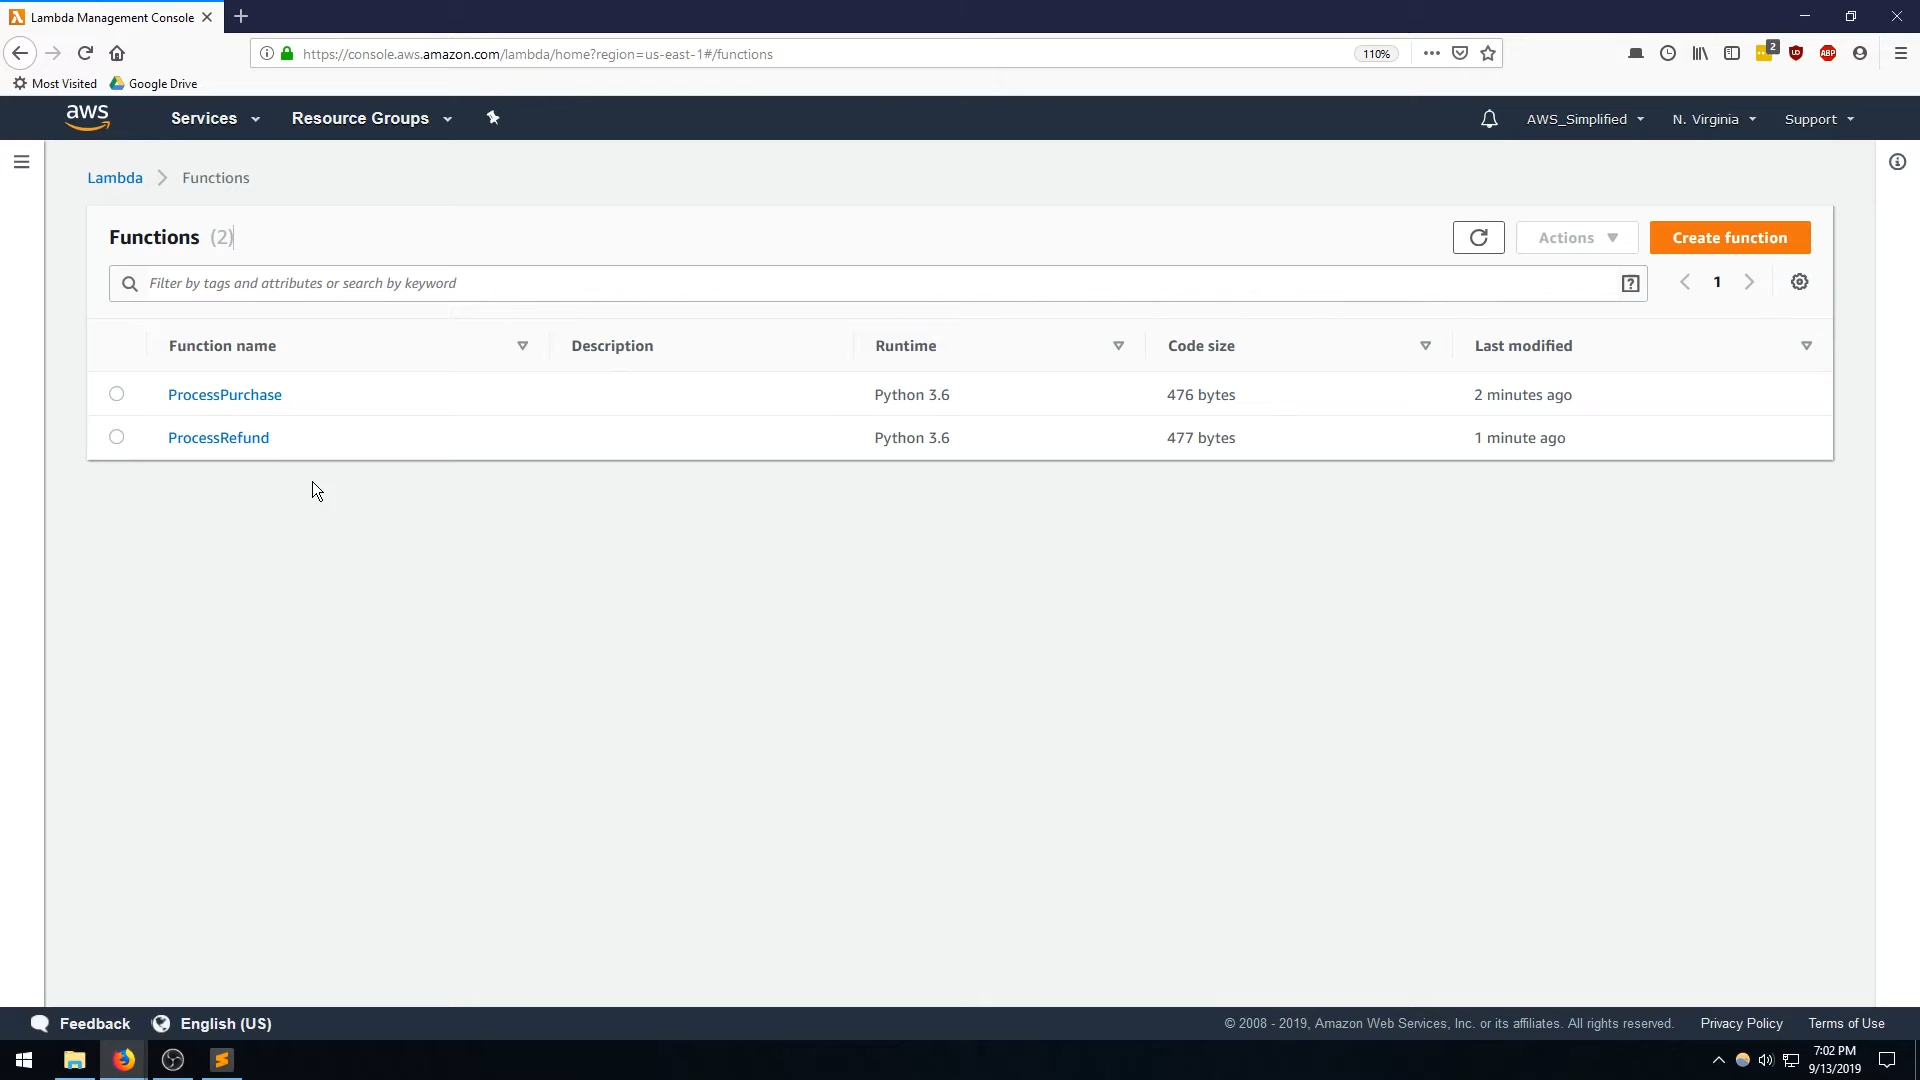 Lambda Management Console
https://console.aws.amazon.com/lambda/home?region=us-east-1#/functions
110%
2
UD
ABP
Most Visited
Google Drive
aws
Services
Resource Groups
AWS_Simplified
N. Virginia
Support
Lambda
Functions
Functions (2)
Actions
Create function
Filter by tags and attributes or search by keyword
?
1
Function name
Description
Runtime
Code size
Last modified
ProcessPurchase
Python 3.6
476 bytes
2 minutes ago
ProcessRefund
Python 3.6
477 bytes
1 minute ago
Feedback
English (US)
© 2008 - 2019, Amazon Web Services, Inc. or its affiliates. All rights reserved.
Privacy Policy
Terms of Use
7:02 PM
9/13/2019